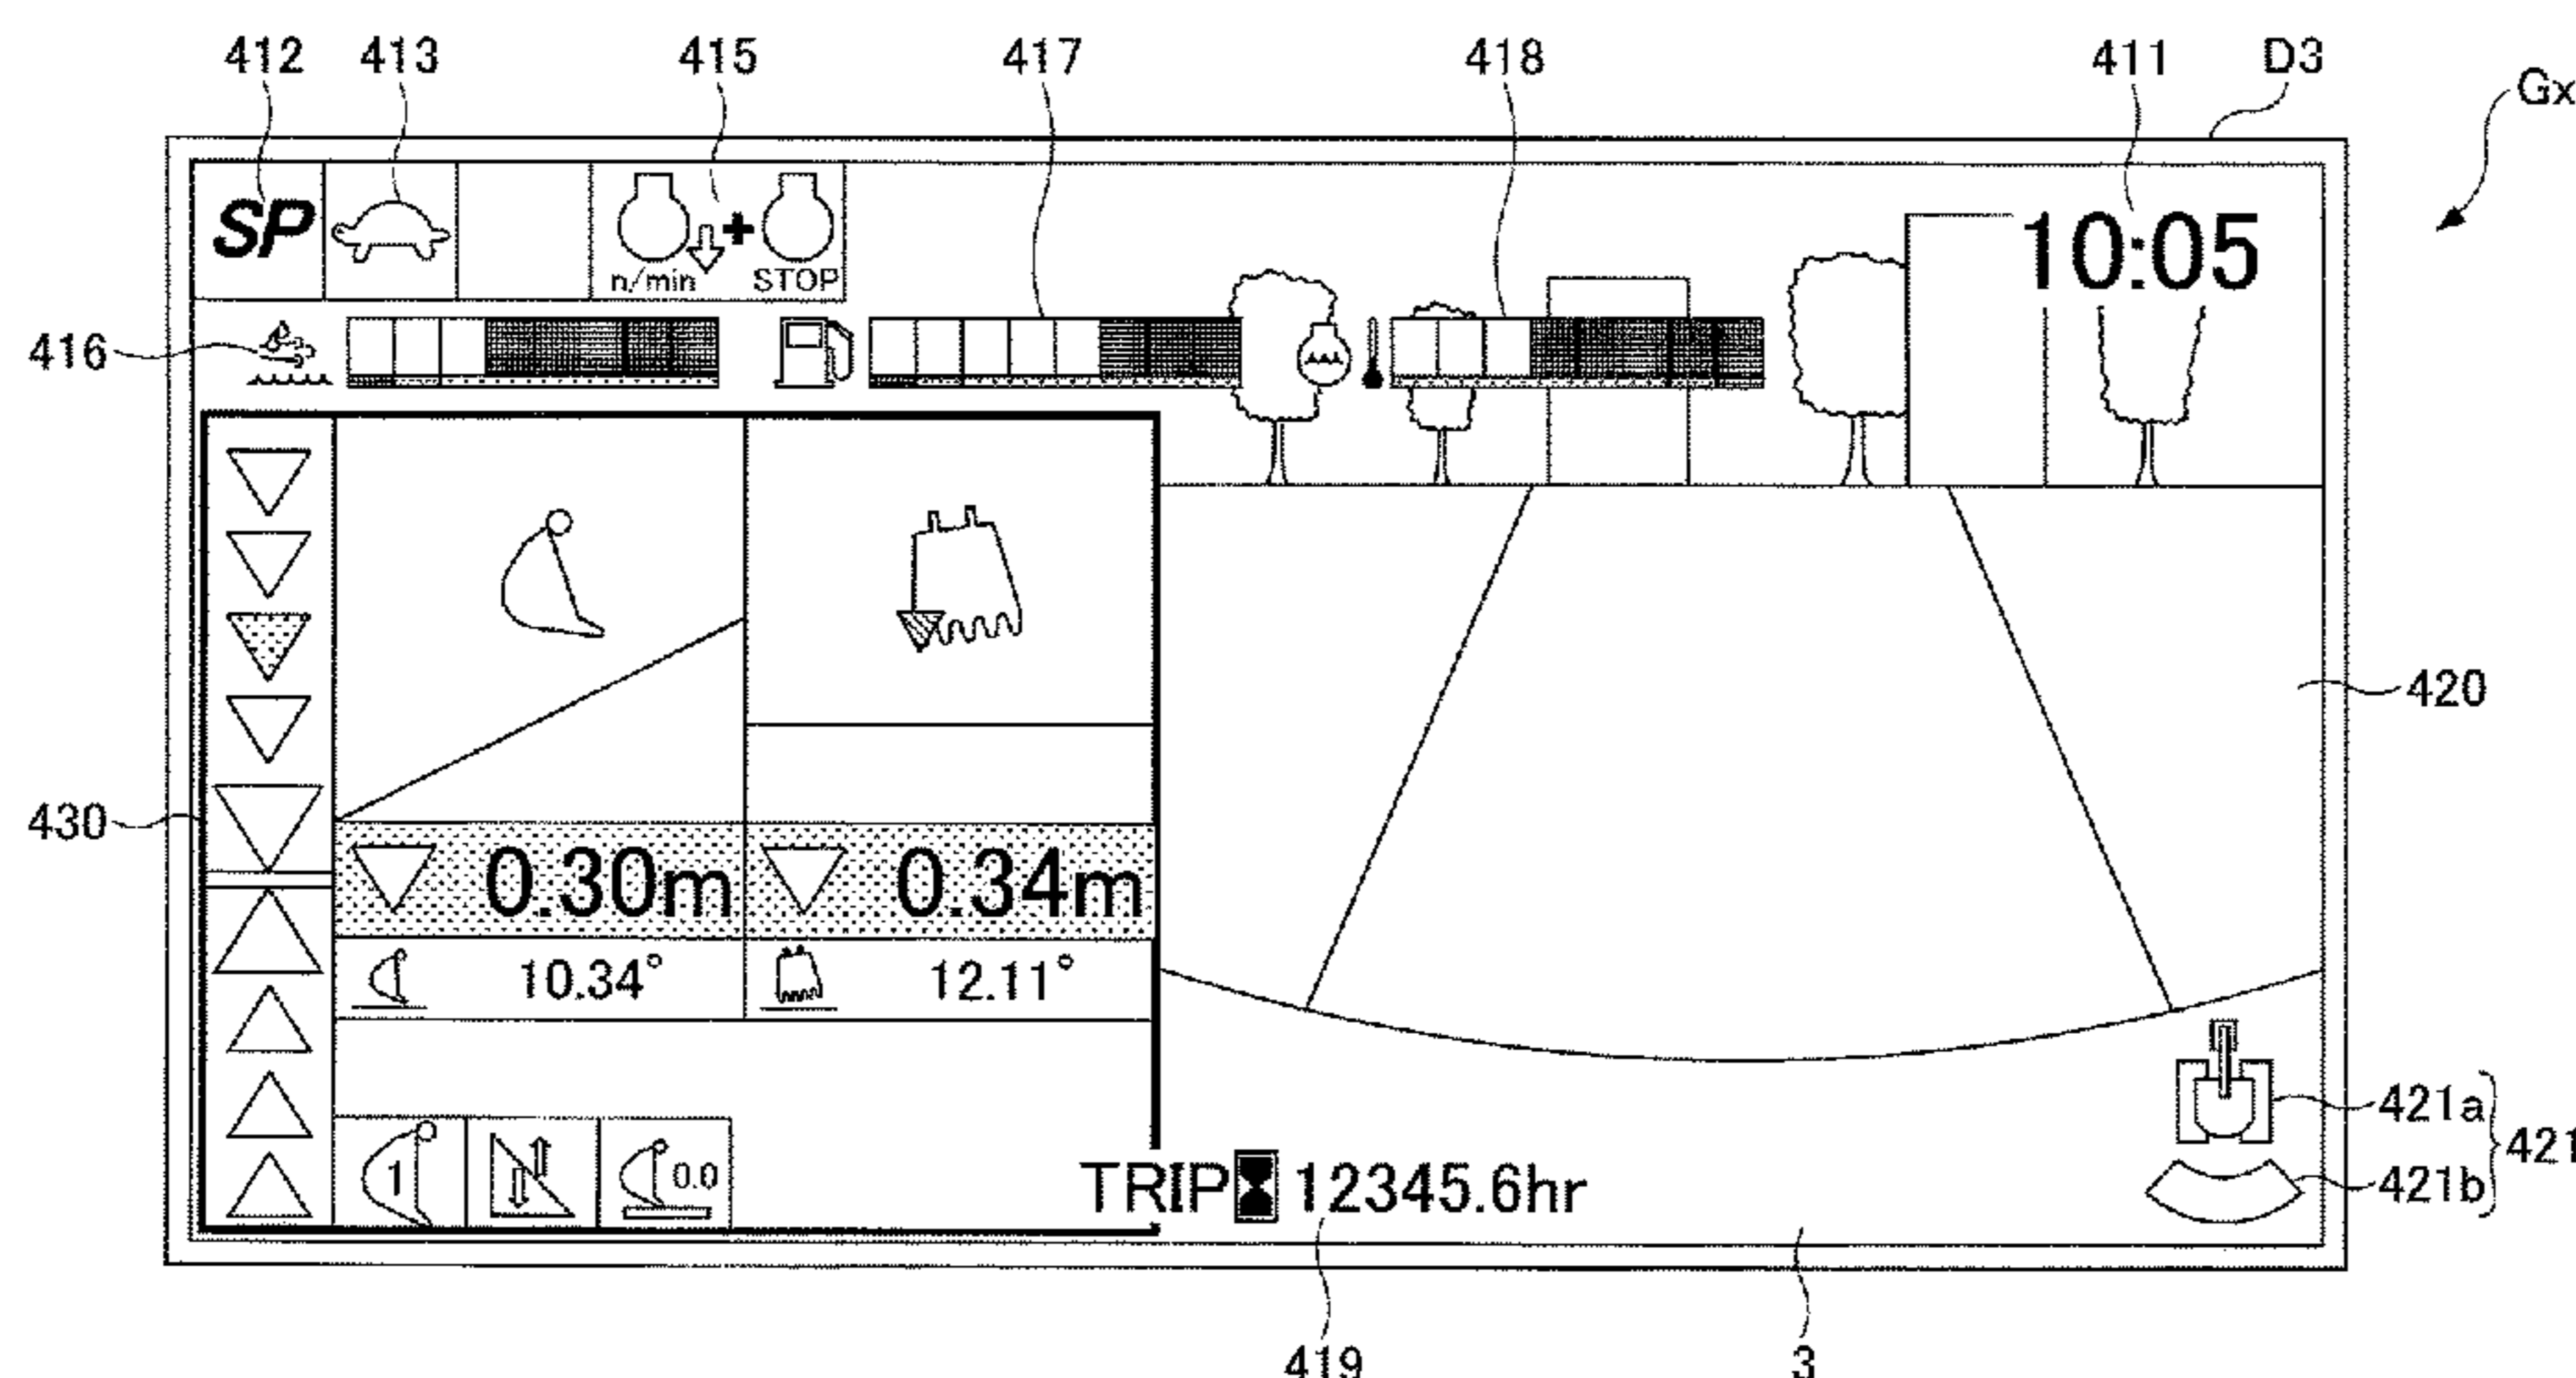 412 413 415 417 418 411 D3
Gx
SP n/min + STOP 10:05
416
420
430
0.30m 0.34m
10.34° 12.11°
421a
421
421b
1 0.0
TRIP 12345.6hr
419 3